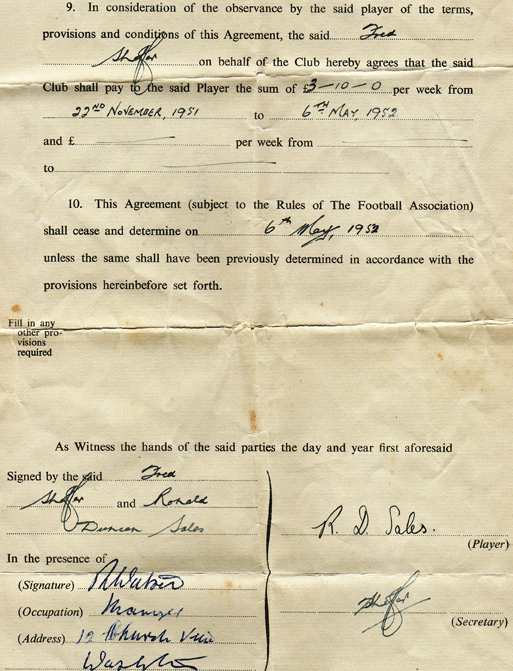 9. In consideration of the observance by the said player of the terms,
provisions and conditions of this Agreement, the said Fred
on behalf of the Club hereby agrees that the said
Club shall pay to the said Player the sum of £3-10-0 per week from
22ND NOVEMBER, 1951 to 6TH MAY, 1952
and £ per week from
to
10. This Agreement (subject to the Rules of The Football Association)
shall cease and determine on 6th May, 1952
unless the same shall have been previously determined in accordance with the
provisions hereinbefore set forth.
Fill in any
other pro-
visions
required
As Witness the hands of the said parties the day and year first aforesaid
Signed by the said Fred
and Ronald
Duncan Sales
R. D. Sales.
(Player)
In the presence of
(Signature)
(Occupation) Manager
(Secretary)
(Address) 12 Church View